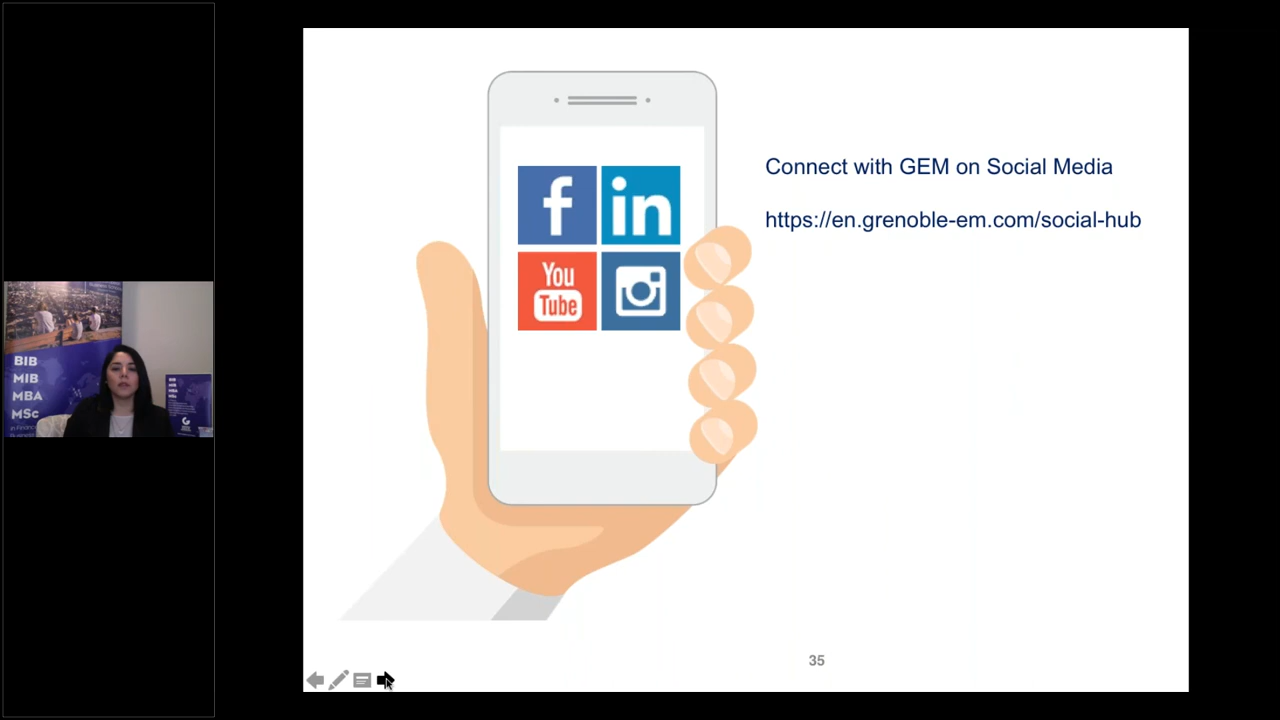 Connect with GEM on Social Media
https://en.grenoble-em.com/social-hub
f
in
You
Tube
BIB
MIB
MBA
MSc
35